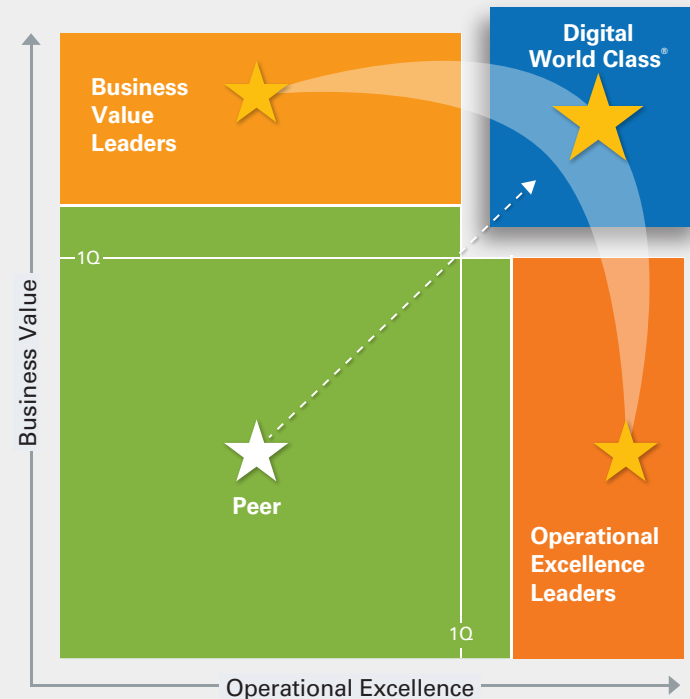 Digital
World Class®
Business
Value
Leaders
1Q
Business Value
Peer
Operational
Excellence
Leaders
1Q
Operational Excellence